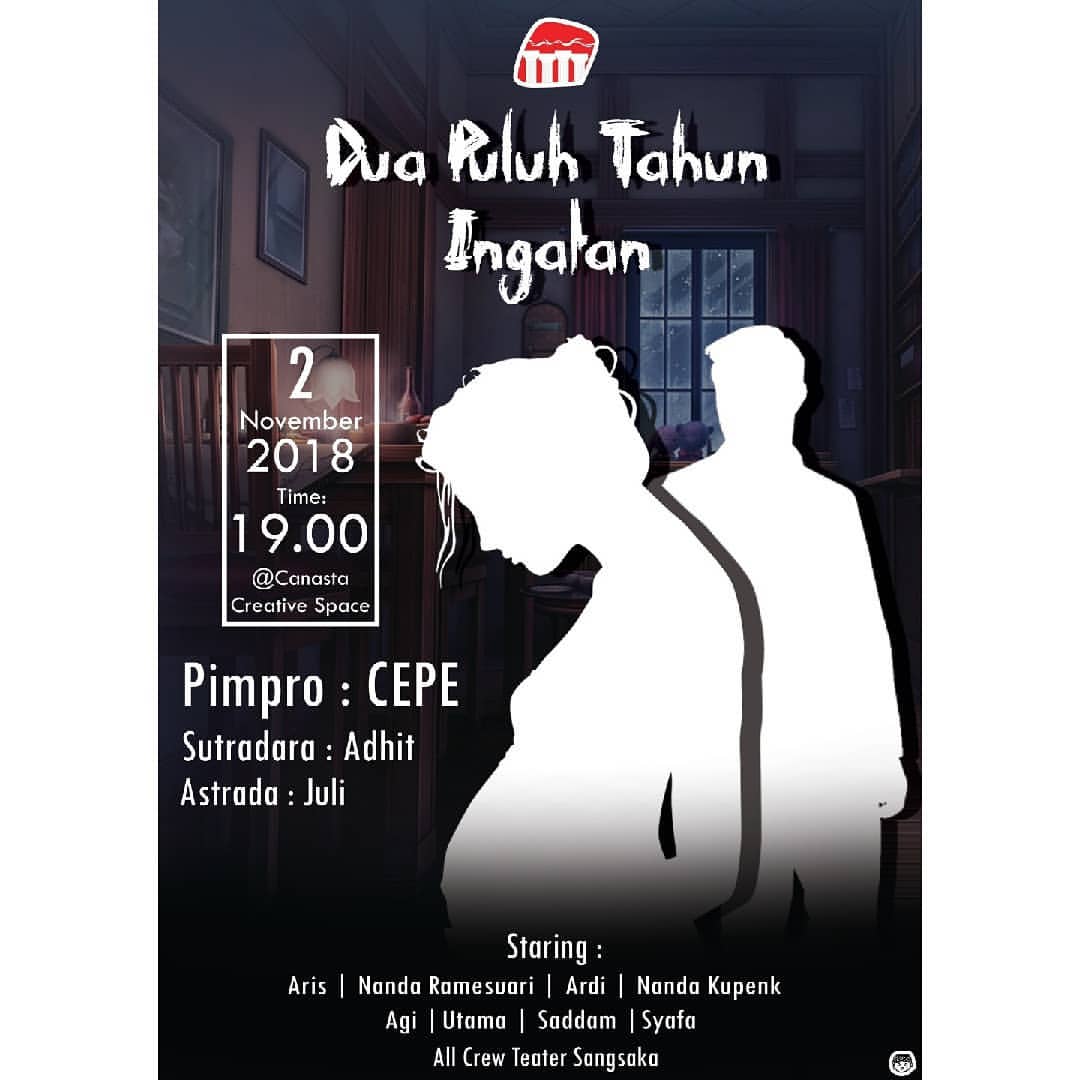 Dua Puluh Tahun
Ingatan
2
November
2018
Time:
19.00
@Canasta
Creative Space
Pimpro : CEPE
Sutradara : Adhit
Astrada : Juli
Staring :
Aris | Nanda Ramesuari | Ardi | Nanda Kupenk
Agi | Utama | Saddam | Syafa
All Crew Teater Sangsaka